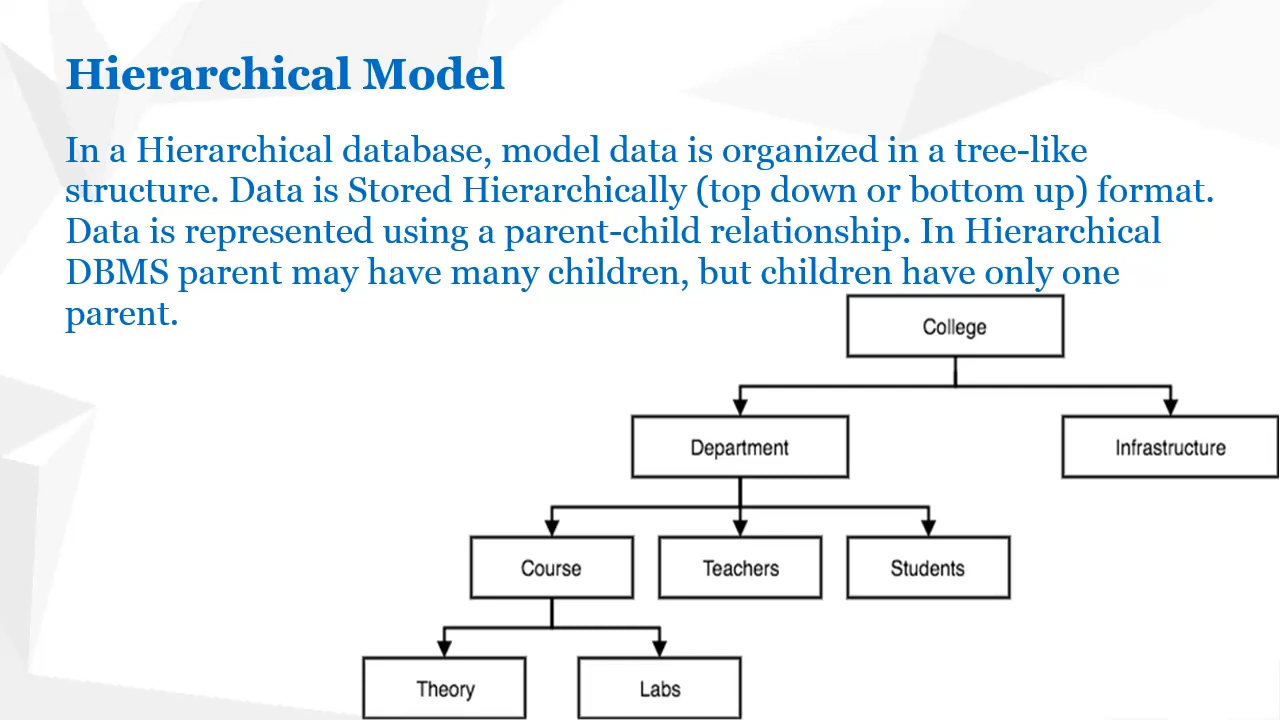 Hierarchical Model
In a Hierarchical database, model data is organized in a tree-like
structure. Data is Stored Hierarchically (top down or bottom up) format.
Data is represented using a parent-child relationship. In Hierarchical
DBMS parent may have many children, but children have only one
parent.
College
Department
Infrastructure
Course
Teachers
Students
Theory
Labs